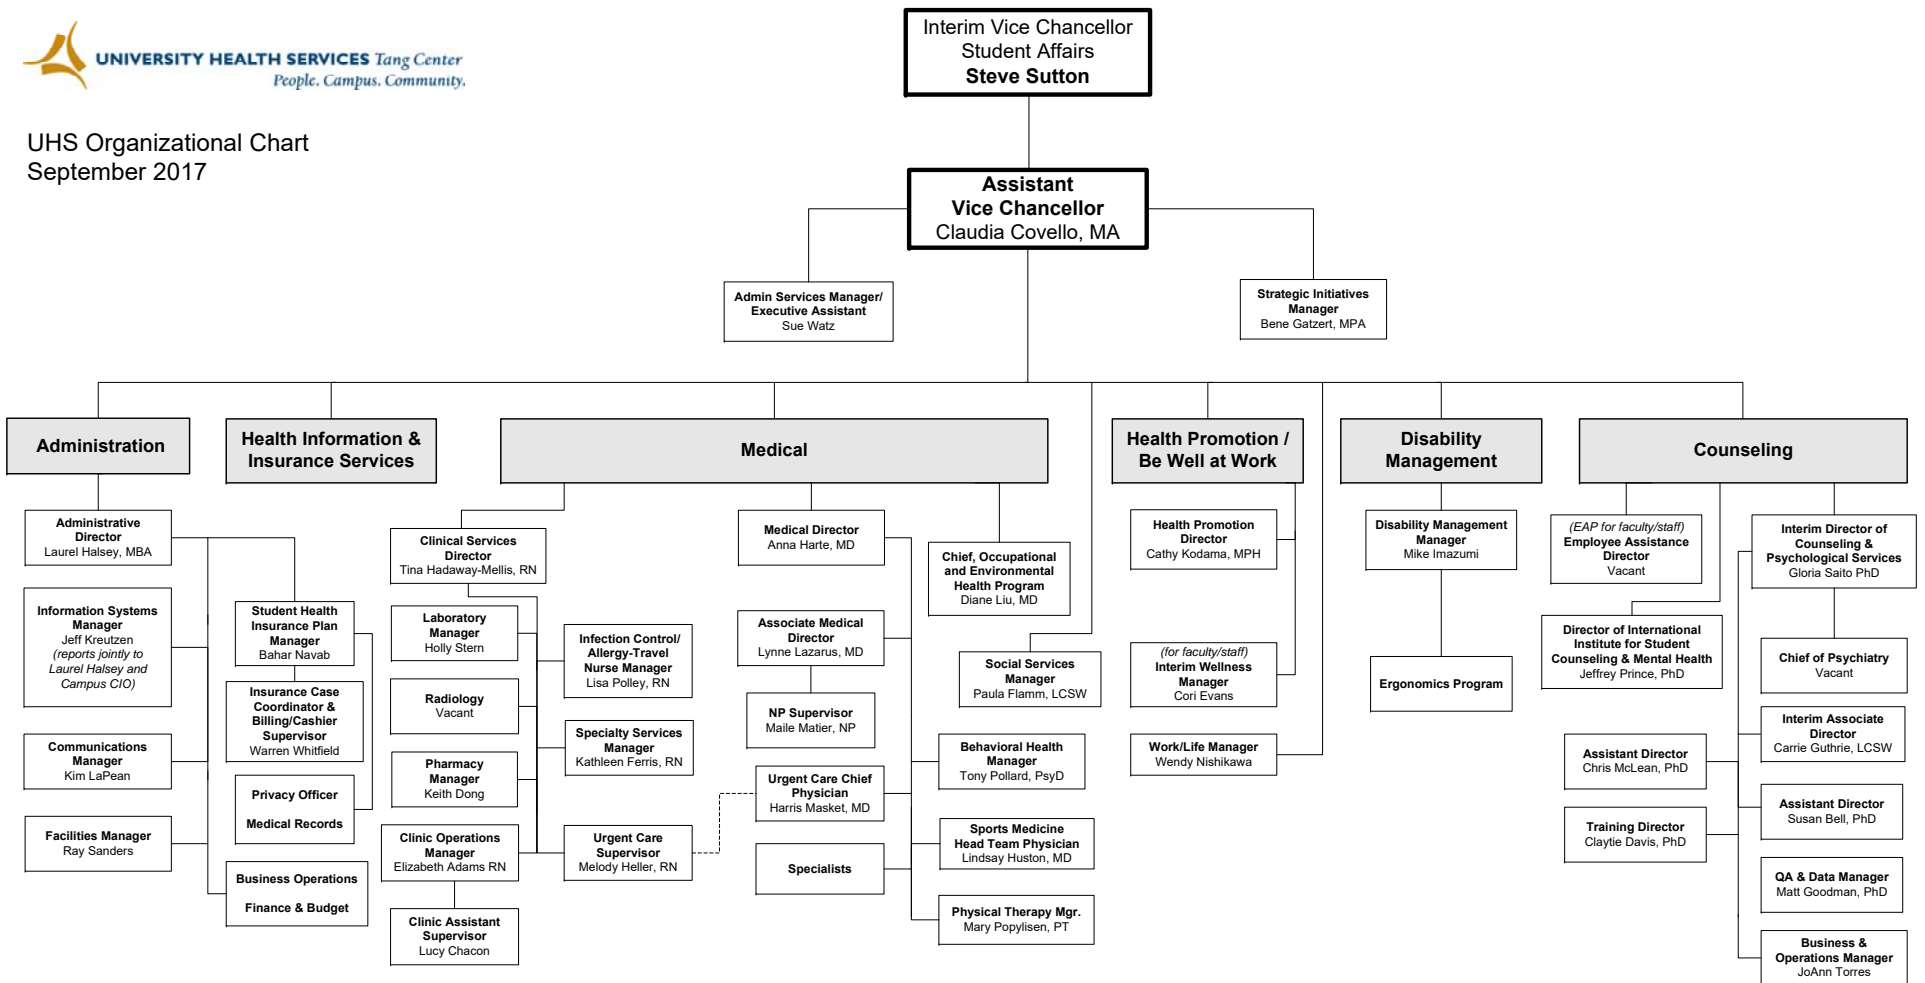 UNIVERSITY HEALTH SERVICES Tang Center
People. Campus. Community.
UHS Organizational Chart
September 2017
Interim Vice Chancellor
Student Affairs
Steve Sutton
Assistant
Vice Chancellor
Claudia Covello, MA
Admin Services Manager/
Executive Assistant
Sue Watz
Strategic Initiatives
Manager
Bene Gatzert, MPA
Administration
Health Information &
Insurance Services
Medical
Health Promotion /
Be Well at Work
Disability
Management
Counseling
Administrative
Director
Laurel Halsey, MBA
Information Systems
Manager
Jeff Kreutzen
(reports jointly to
Laurel Halsey and
Campus CIO)
Communications
Manager
Kim LaPean
Facilities Manager
Ray Sanders
Student Health
Insurance Plan
Manager
Bahar Navab
Insurance Case
Coordinator &
Billing/Cashier
Supervisor
Warren Whitfield
Privacy Officer
Medical Records
Business Operations
Finance & Budget
Clinical Services
Director
Tina Hadaway-Mellis, RN
Laboratory
Manager
Holly Stern
Radiology
Vacant
Pharmacy
Manager
Keith Dong
Clinic Operations
Manager
Elizabeth Adams RN
Clinic Assistant
Supervisor
Lucy Chacon
Infection Control/
Allergy-Travel
Nurse Manager
Lisa Polley, RN
Specialty Services
Manager
Kathleen Ferris, RN
Urgent Care
Supervisor
Melody Heller, RN
Medical Director
Anna Harte, MD
Associate Medical
Director
Lynne Lazarus, MD
NP Supervisor
Maile Matier, NP
Urgent Care Chief
Physician
Harris Masket, MD
Specialists
Chief, Occupational
and Environmental
Health Program
Diane Liu, MD
Social Services
Manager
Paula Flamm, LCSW
Behavioral Health
Manager
Tony Pollard, PsyD
Sports Medicine
Head Team Physician
Lindsay Huston, MD
Physical Therapy Mgr.
Mary Popylisen, PT
Health Promotion
Director
Cathy Kodama, MPH
(for faculty/staff)
Interim Wellness
Manager
Cori Evans
Work/Life Manager
Wendy Nishikawa
Disability Management
Manager
Mike Imazumi
Ergonomics Program
(EAP for faculty/staff)
Employee Assistance
Director
Vacant
Director of International
Institute for Student
Counseling & Mental Health
Jeffrey Prince, PhD
Assistant Director
Chris McLean, PhD
Training Director
Claytie Davis, PhD
Interim Director of
Counseling &
Psychological Services
Gloria Saito PhD
Chief of Psychiatry
Vacant
Interim Associate
Director
Carrie Guthrie, LCSW
Assistant Director
Susan Bell, PhD
QA & Data Manager
Matt Goodman, PhD
Business &
Operations Manager
JoAnn Torres